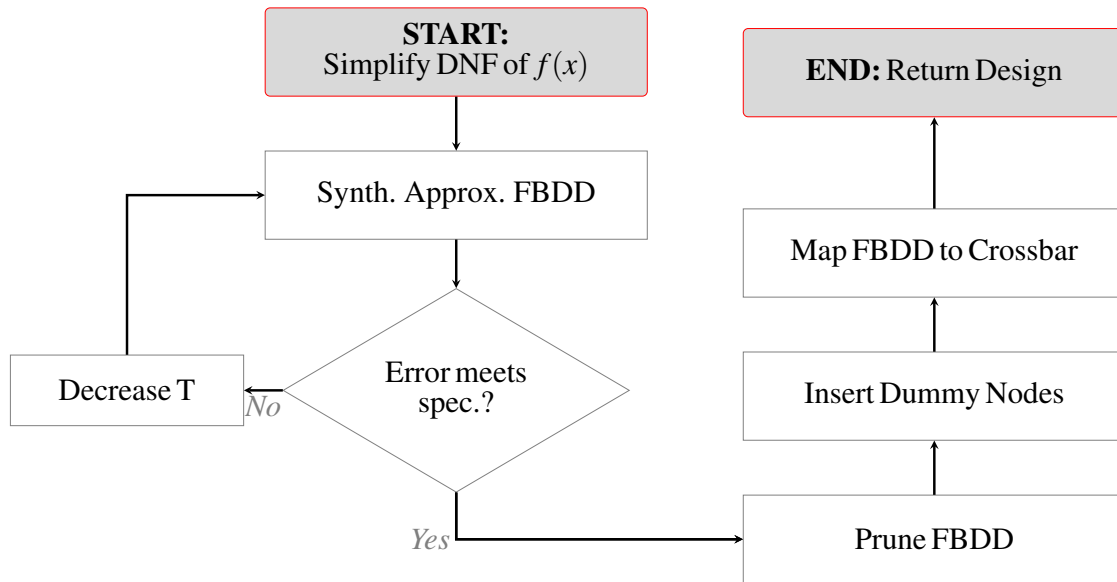 START:
Simplify DNF of f(x)
Synth. Approx. FBDD
Error meets
spec.?
No
Decrease T
Yes
Prune FBDD
Insert Dummy Nodes
Map FBDD to Crossbar
END: Return Design